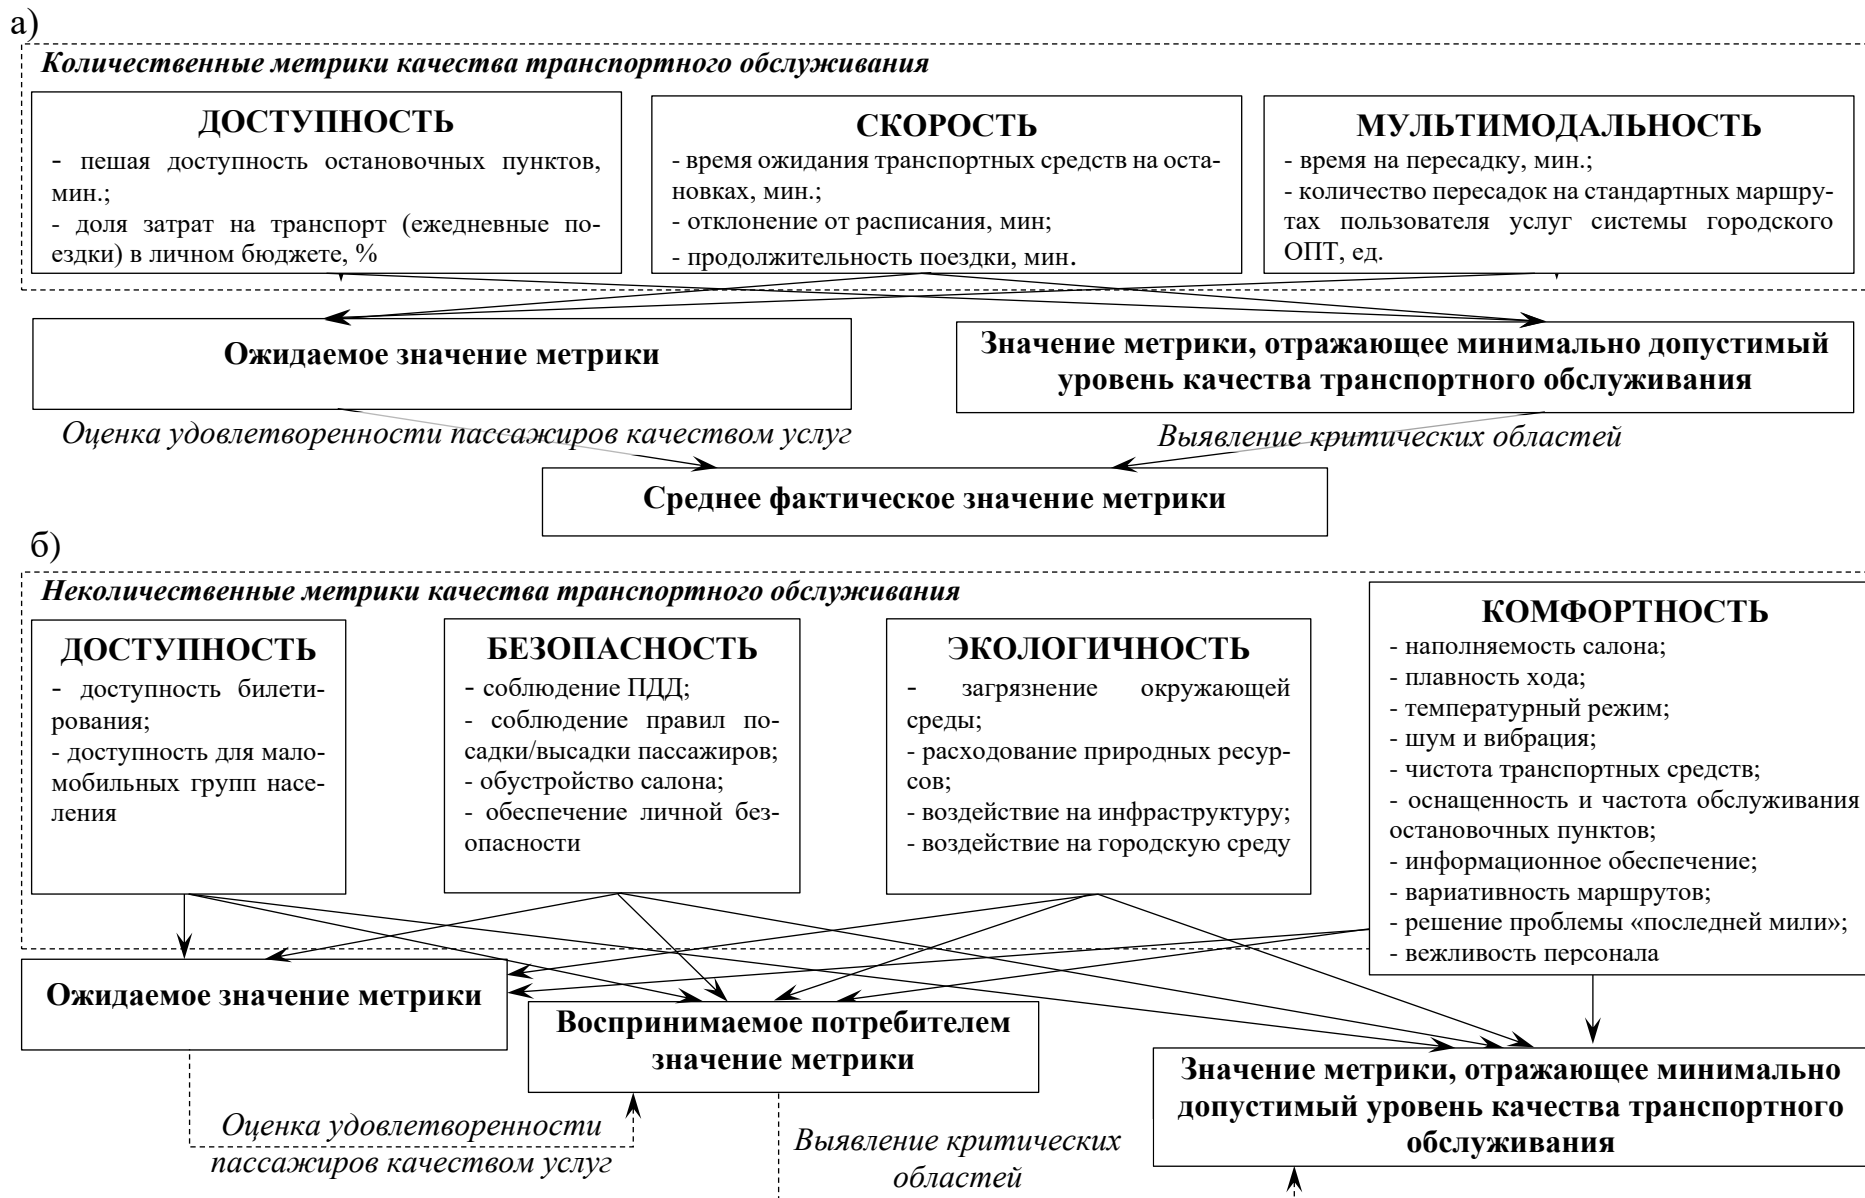 а)
Количественные метрики качества транспортного обслуживания
ДОСТУПНОСТЬ
- пешая доступность остановочных пунктов,
мин.;
- доля затрат на транспорт (ежедневные по-
ездки) в личном бюджете, %
СКОРОСТЬ
- время ожидания транспортных средств на оста-
новках, мин.;
- отклонение от расписания, мин;
- продолжительность поездки, мин.
МУЛЬТИМОДАЛЬНОСТЬ
- время на пересадку, мин.;
- количество пересадок на стандартных маршру-
тах пользователя услуг системы городского
ОПТ, ед.
Ожидаемое значение метрики
Значение метрики, отражающее минимально допустимый
уровень качества транспортного обслуживания
Оценка удовлетворенности пассажиров качеством услуг
Выявление критических областей
Среднее фактическое значение метрики
б)
Неколичественные метрики качества транспортного обслуживания
ДОСТУПНОСТЬ
- доступность билети-
рования;
- доступность для мало-
мобильных групп насе-
ления
БЕЗОПАСНОСТЬ
- соблюдение ПДД;
- соблюдение правил по-
садки/высадки пассажиров;
- обустройство салона;
- обеспечение личной без-
опасности
ЭКОЛОГИЧНОСТЬ
- загрязнение окружающей
среды;
- расходование природных ресур-
сов;
- воздействие на инфраструктуру;
- воздействие на городскую среду
КОМФОРТНОСТЬ
- наполняемость салона;
- плавность хода;
- температурный режим;
- шум и вибрация;
- чистота транспортных средств;
- оснащенность и частота обслуживания
остановочных пунктов;
- информационное обеспечение;
- вариативность маршрутов;
- решение проблемы «последней мили»;
- вежливость персонала
Ожидаемое значение метрики
Воспринимаемое потребителем
значение метрики
Значение метрики, отражающее минимально
допустимый уровень качества транспортного
обслуживания
Оценка удовлетворенности
пассажиров качеством услуг
Выявление критических
областей